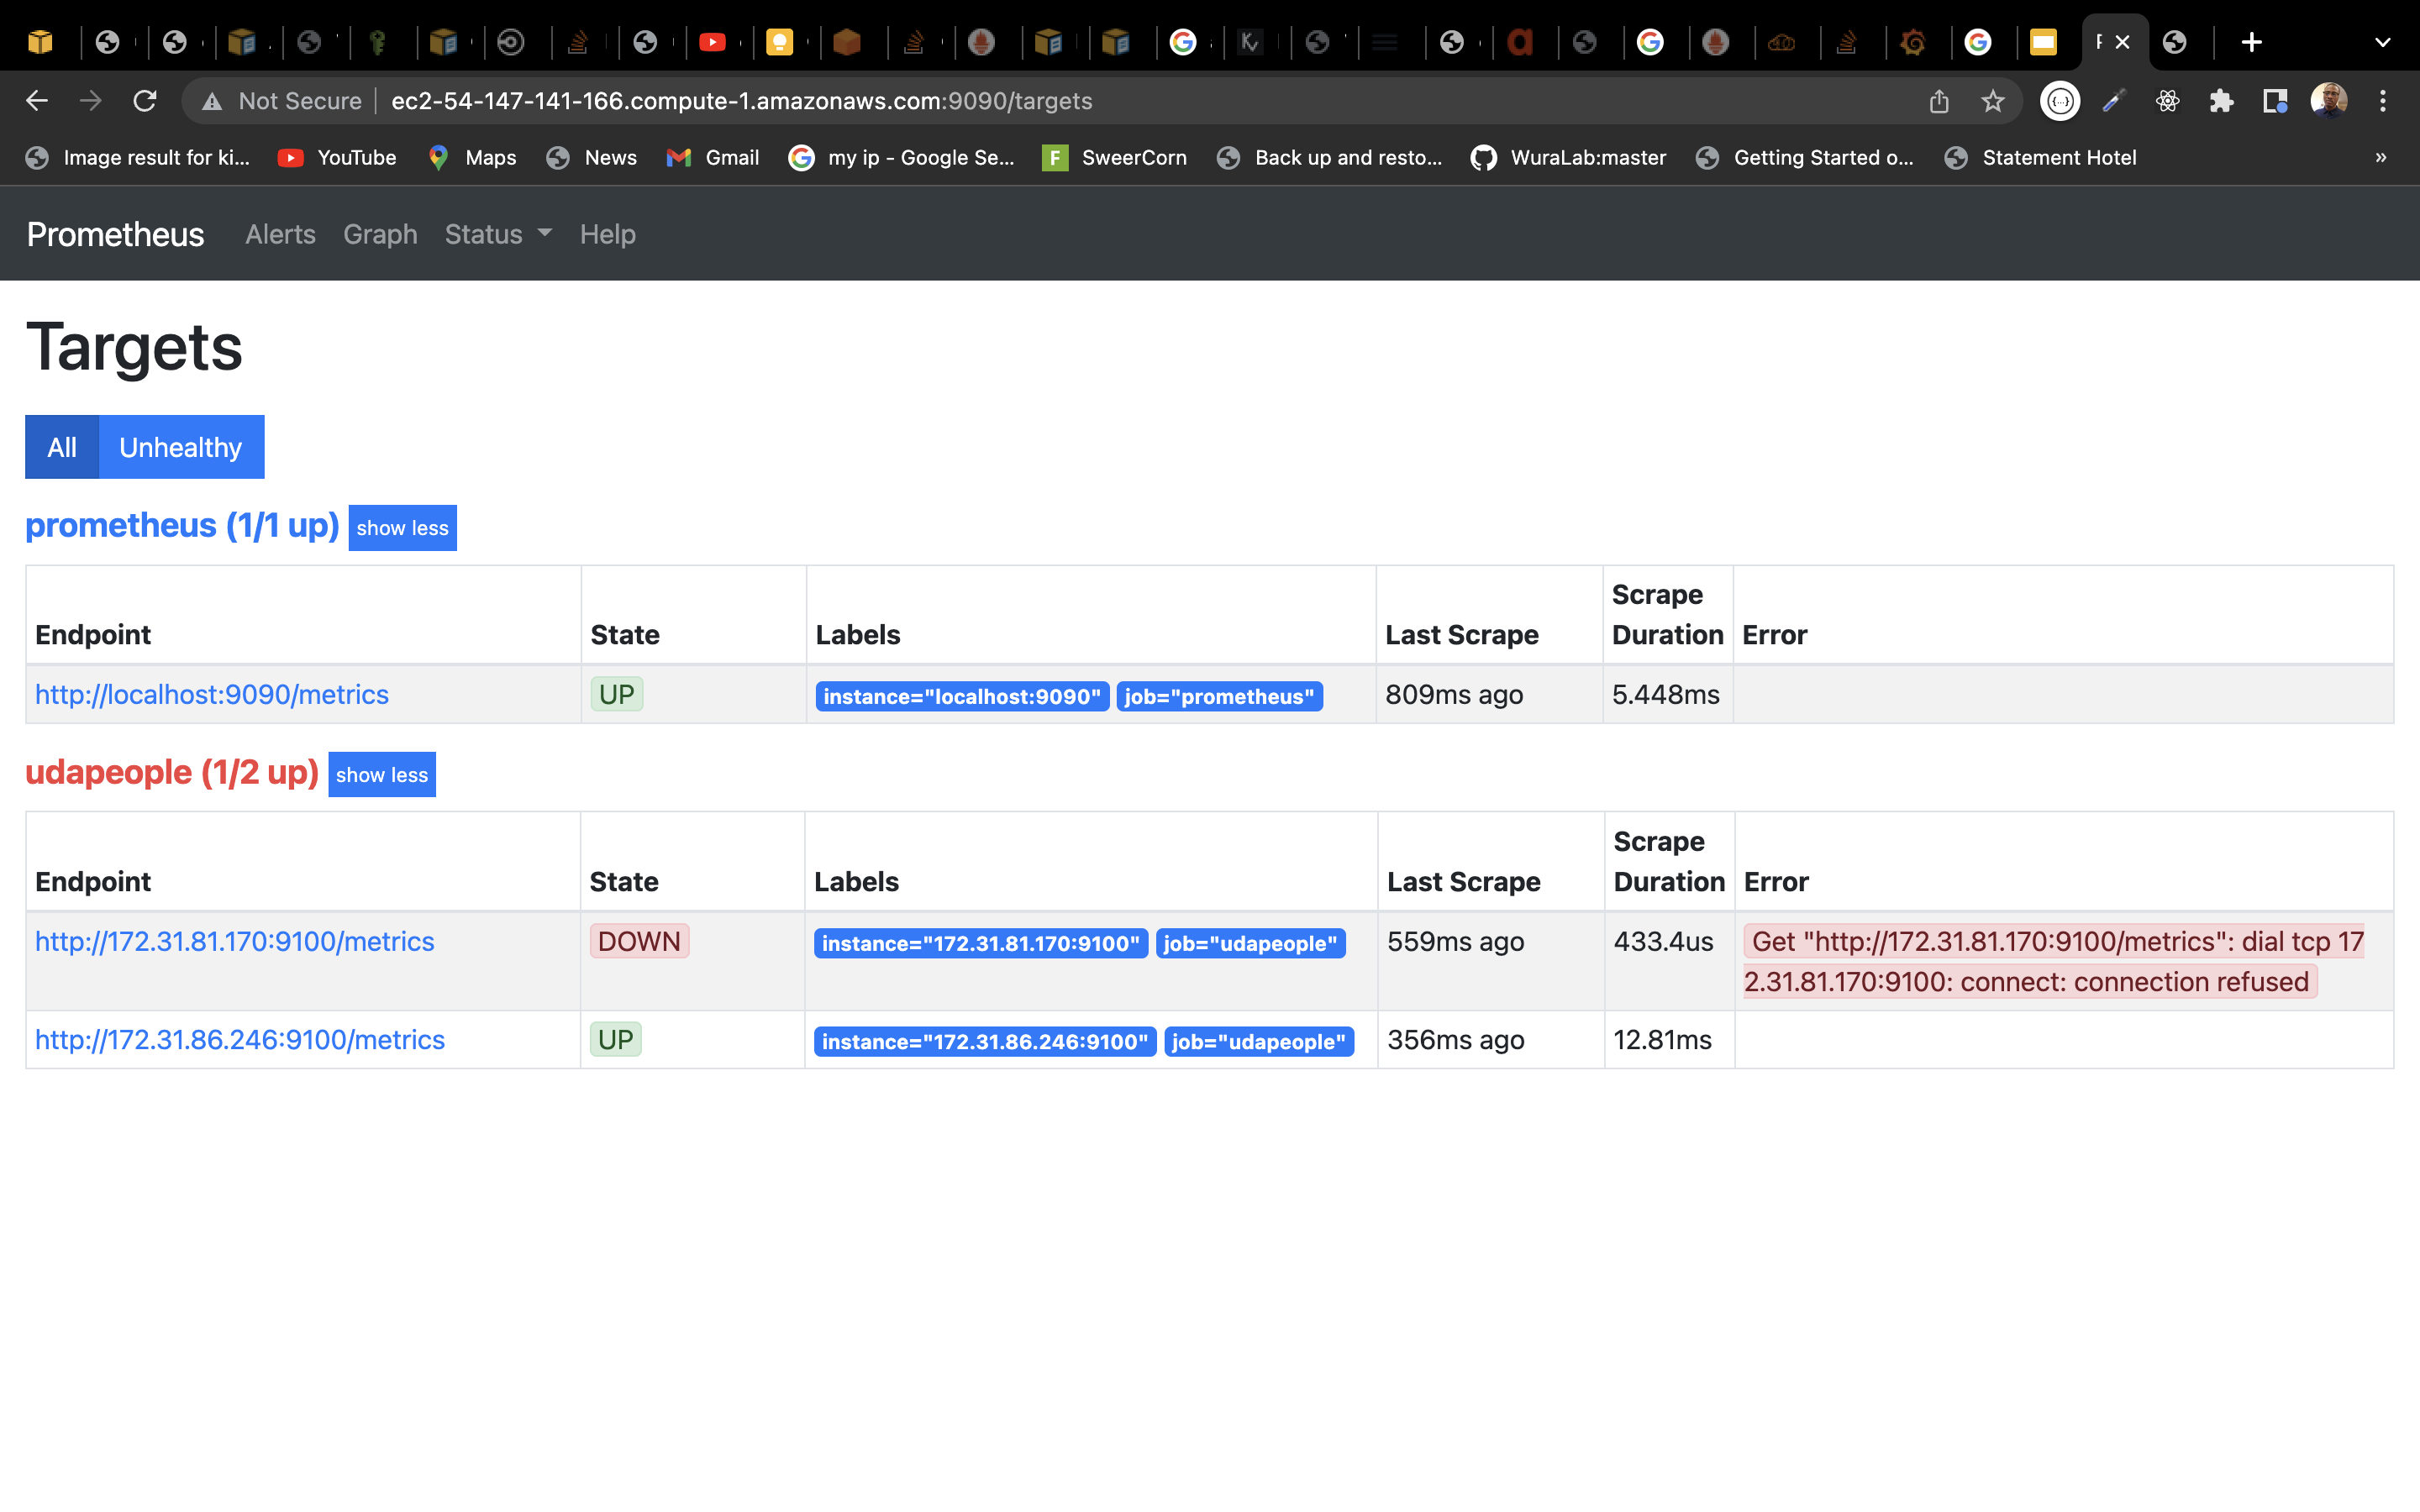 Not Secure ec2-54-147-141-166.compute-1.amazonaws.com:9090/targets
Image result for ki... YouTube Maps News Gmail my ip - Google Se... SweerCorn Back up and resto... WuraLab:master Getting Started o... Statement Hotel »
Prometheus Alerts Graph Status Help
Targets
All Unhealthy
prometheus (1/1 up) show less
Endpoint State Labels Last Scrape Scrape Duration Error
http://localhost:9090/metrics UP instance="localhost:9090" job="prometheus" 809ms ago 5.448ms
udapeople (1/2 up) show less
Endpoint State Labels Last Scrape Scrape Duration Error
http://172.31.81.170:9100/metrics DOWN instance="172.31.81.170:9100" job="udapeople" 559ms ago 433.4us Get "http://172.31.81.170:9100/metrics": dial tcp 17
2.31.81.170:9100: connect: connection refused
http://172.31.86.246:9100/metrics UP instance="172.31.86.246:9100" job="udapeople" 356ms ago 12.81ms